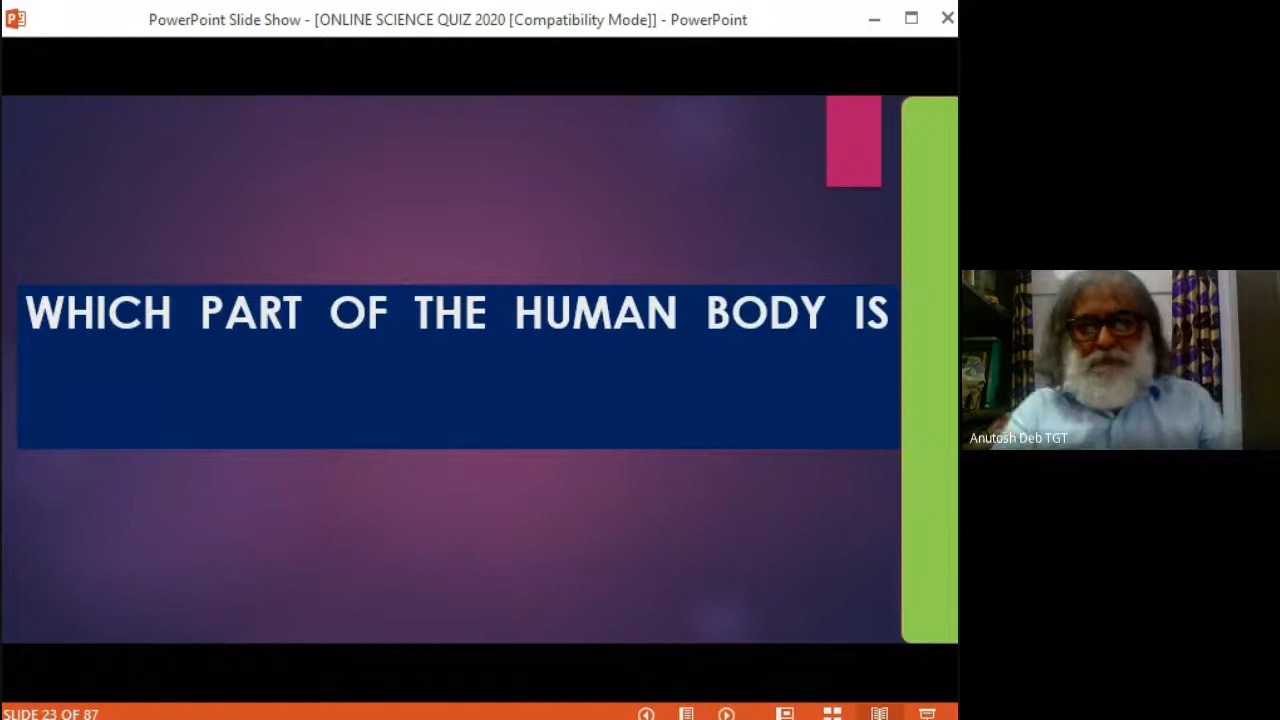 PowerPoint Slide Show - [ONLINE SCIENCE QUIZ 2020 [Compatibility Mode]] - PowerPoint
WHICH PART OF THE HUMAN BODY IS
Anutosh Deb TGT
SLIDE 23 OF 87